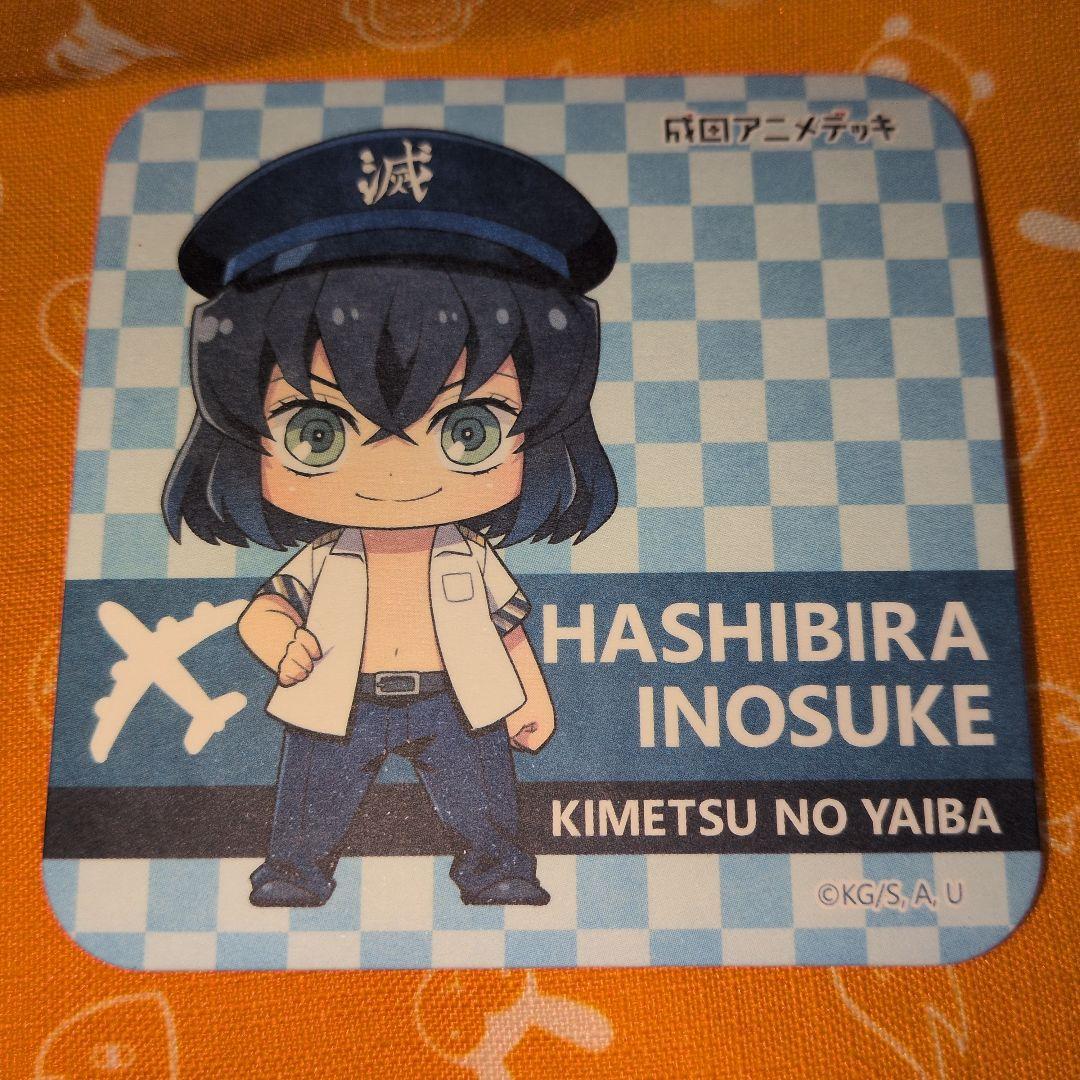 成田アニメデッキ
滅
HASHIBIRA
INOSUKE
KIMETSU NO YAIBA
©KG/S, A, U